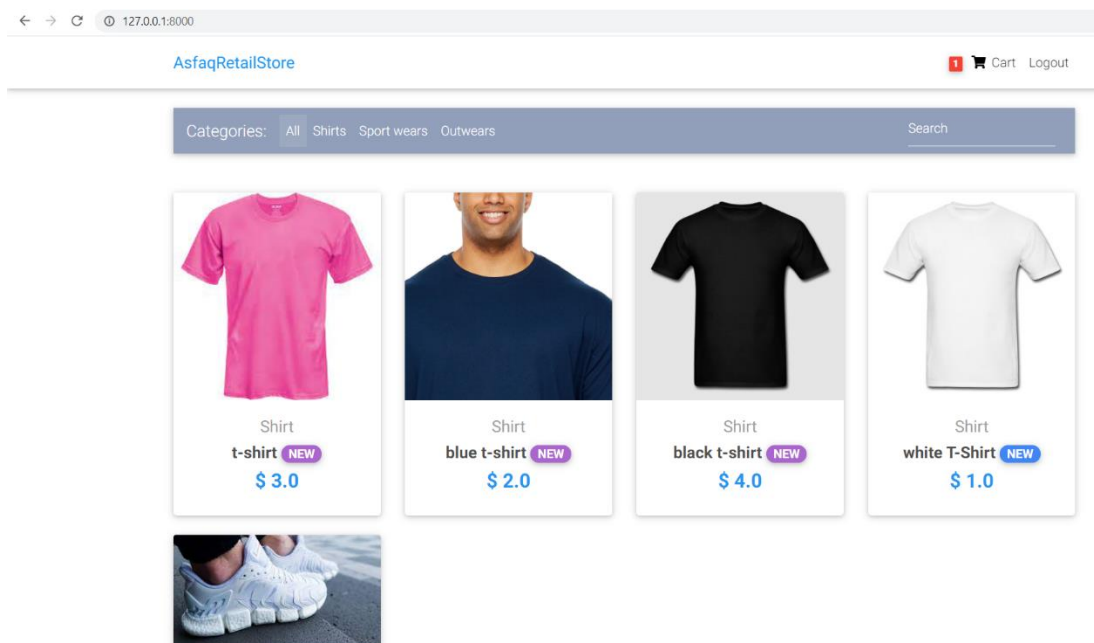 127.0.0.1:8000
AsfaqRetailStore
1 Cart Logout
Categories: All Shirts Sport wears Outwears Search
Shirt
t-shirt NEW
$ 3.0
Shirt
blue t-shirt NEW
$ 2.0
Shirt
black t-shirt NEW
$ 4.0
Shirt
white T-Shirt NEW
$ 1.0